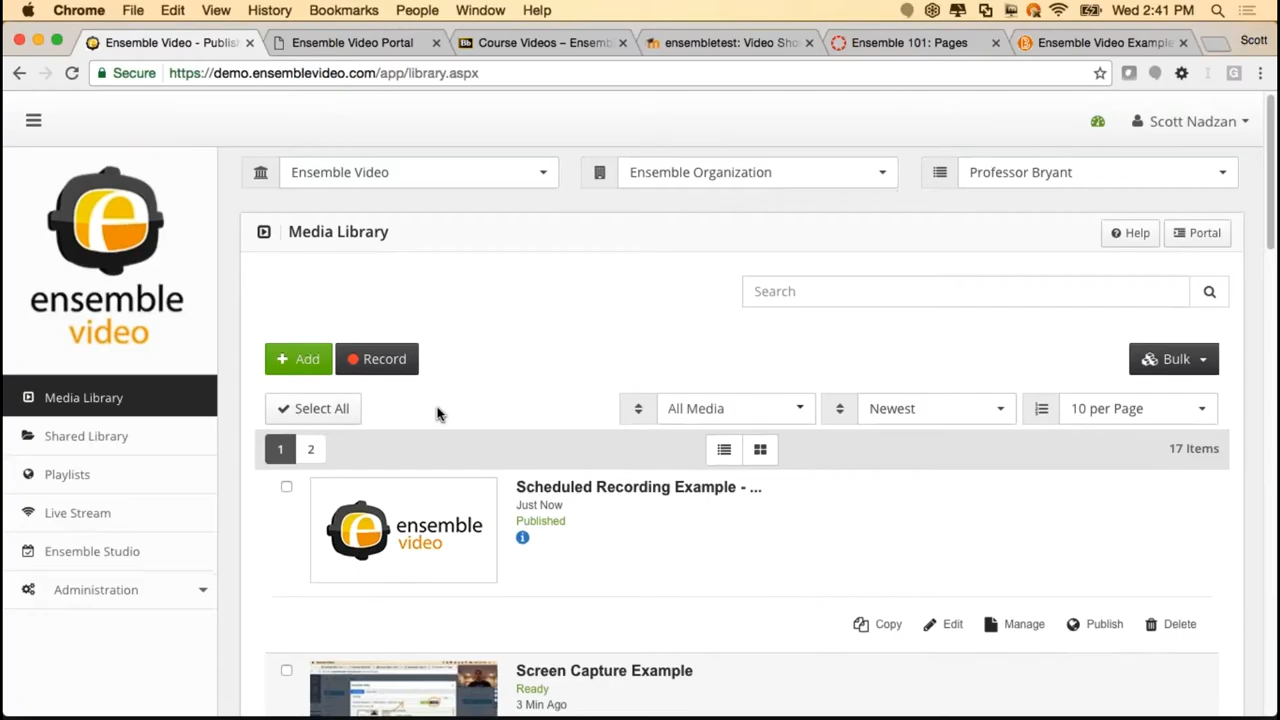 Chrome File Edit View History Bookmarks People Window Help Wed 2:41 PM
Ensemble Video - Publis Ensemble Video Portal Bb Course Videos – Ensemb ensembletest: Video Sho Ensemble 101: Pages Ensemble Video Example Scott
Secure https://demo.ensemblevideo.com/app/library.aspx
Scott Nadzan
Ensemble Video Ensemble Organization Professor Bryant
Media Library Help Portal
ensemble
video
Search
+ Add Record Bulk
Select All All Media Newest 10 per Page
1 2 17 Items
Media Library
Shared Library
Playlists
Live Stream
Ensemble Studio
Administration
ensemble
video
Scheduled Recording Example - ...
Just Now
Published
Copy Edit Manage Publish Delete
Screen Capture Example
Ready
3 Min Ago